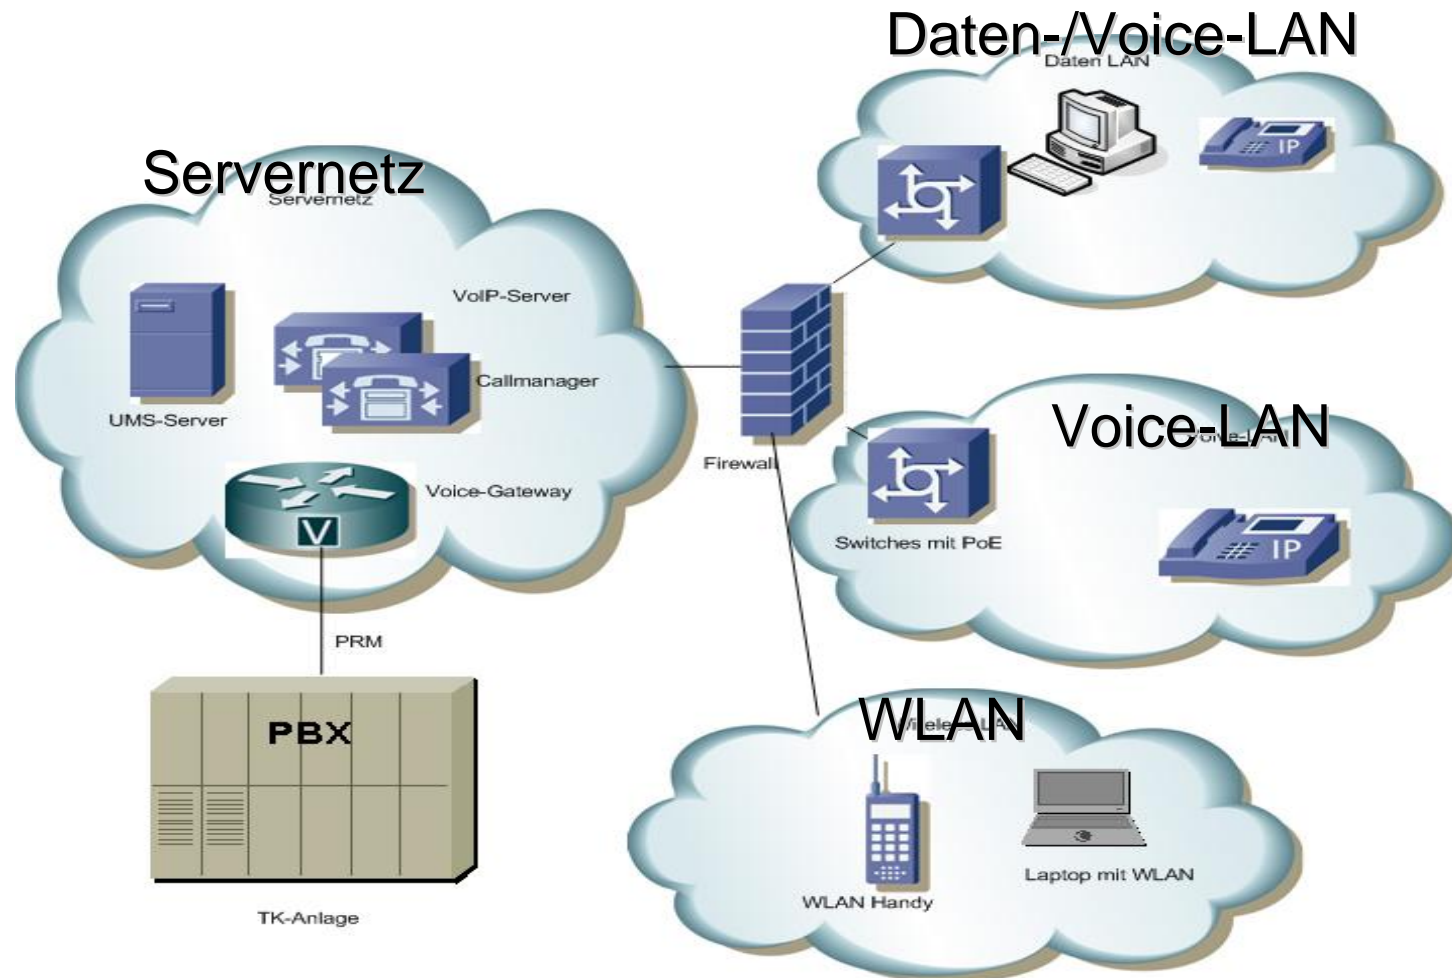 Daten-/Voice-LAN
Daten LAN
IP
Servernetz
Servernetz
VoIP-Server
Callmanager
UMS-Server
Voice-Gateway
V
Firewall
Voice-LAN
Switches mit PoE
IP
PRM
PBX
TK-Anlage
WLAN
WLAN Handy
Laptop mit WLAN